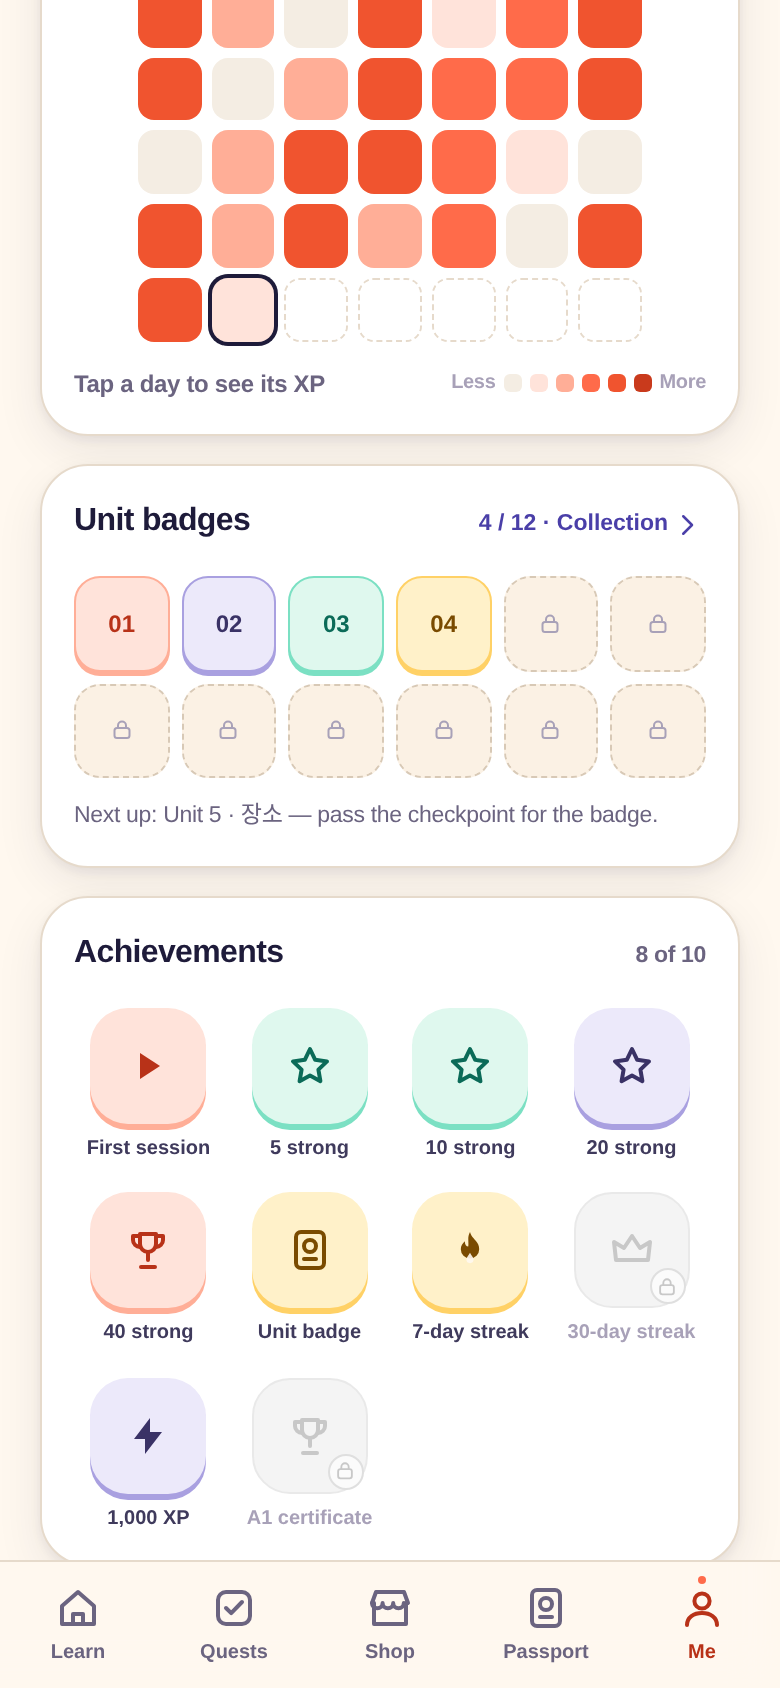 Tap a day to see its XP
Less More
Unit badges
4 / 12 · Collection
01 02 03 04
Next up: Unit 5 · 장소 — pass the checkpoint for the badge.
Achievements
8 of 10
First session 5 strong 10 strong 20 strong
40 strong Unit badge 7-day streak 30-day streak
1,000 XP A1 certificate
Learn Quests Shop Passport Me